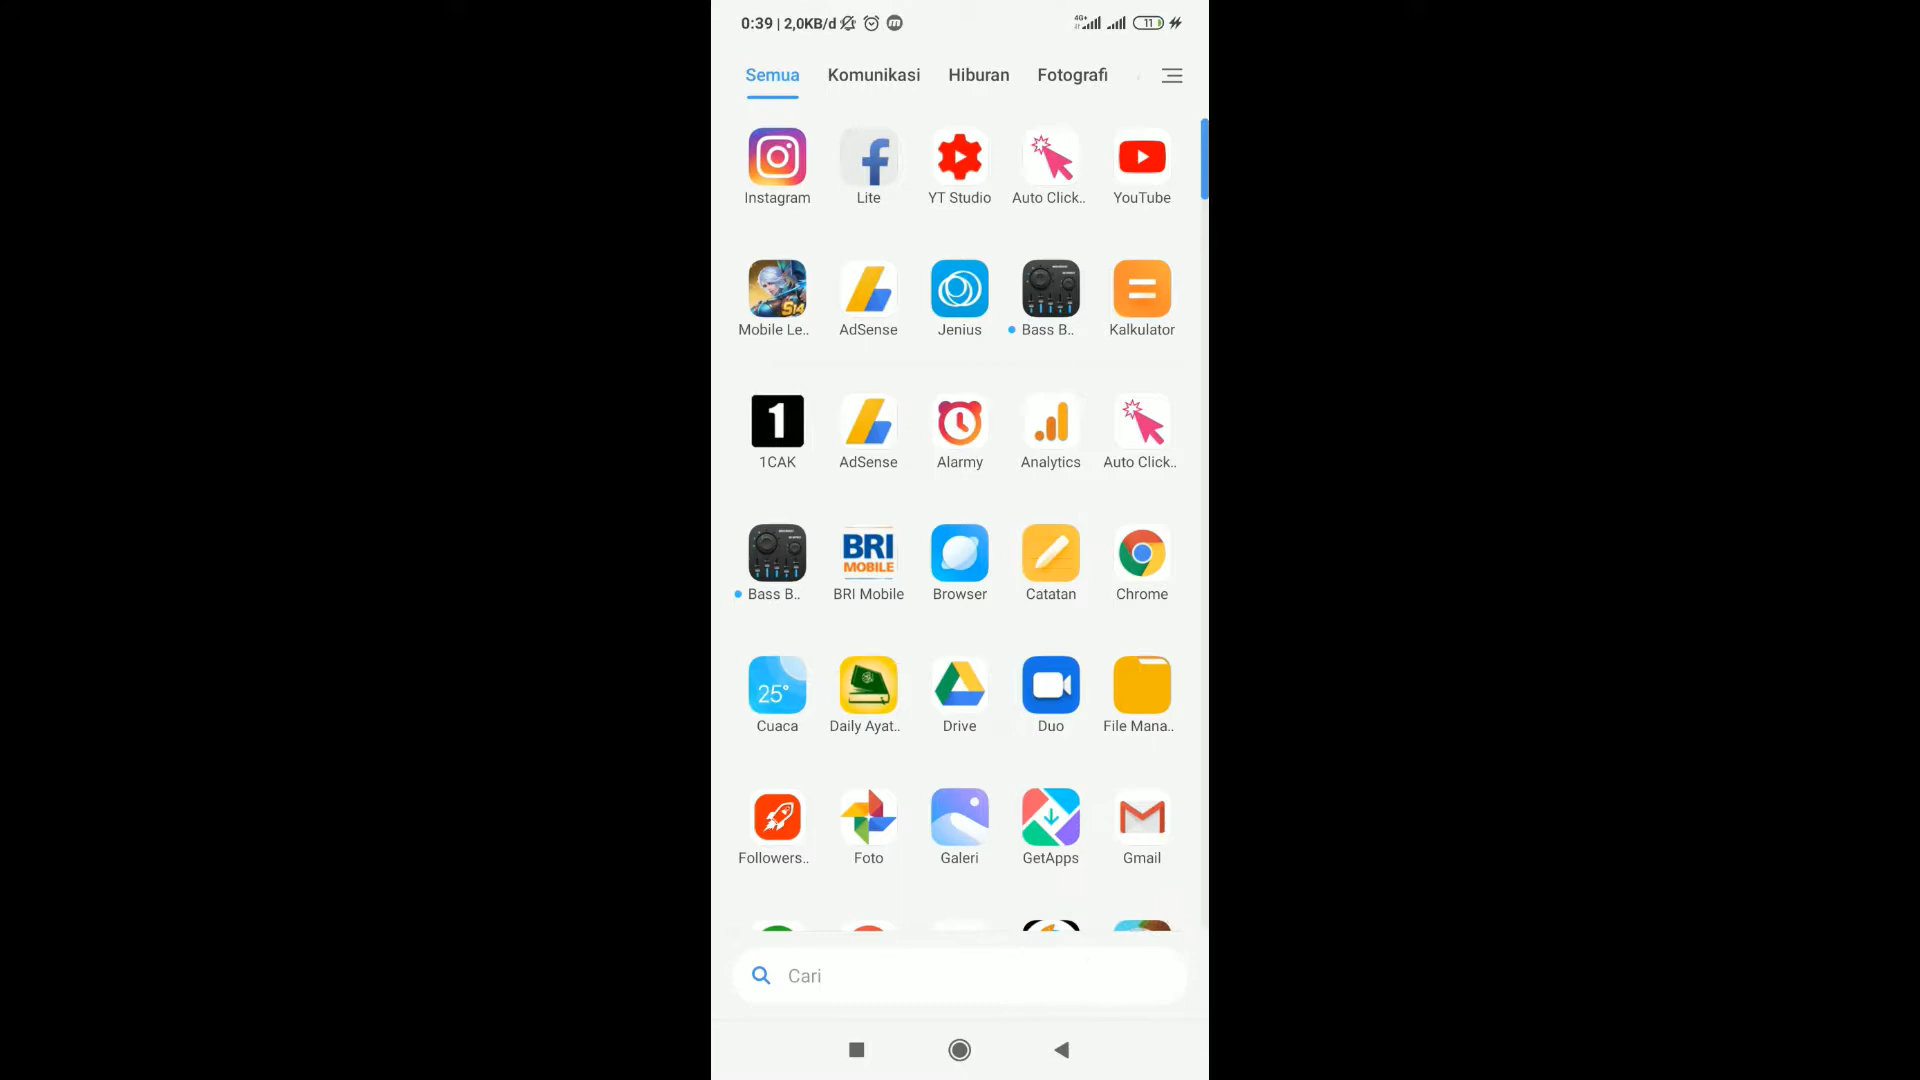 0:39 | 2,0KB/d
4G+
11
Semua Komunikasi Hiburan Fotografi
Instagram Lite YT Studio Auto Click.. YouTube
S14
Mobile Le.. AdSense Jenius Bass B.. Kalkulator
1
1CAK AdSense Alarmy Analytics Auto Click..
BRI
MOBILE
Bass B.. BRI Mobile Browser Catatan Chrome
25°
Cuaca Daily Ayat.. Drive Duo File Mana..
Followers.. Foto Galeri GetApps Gmail
Cari